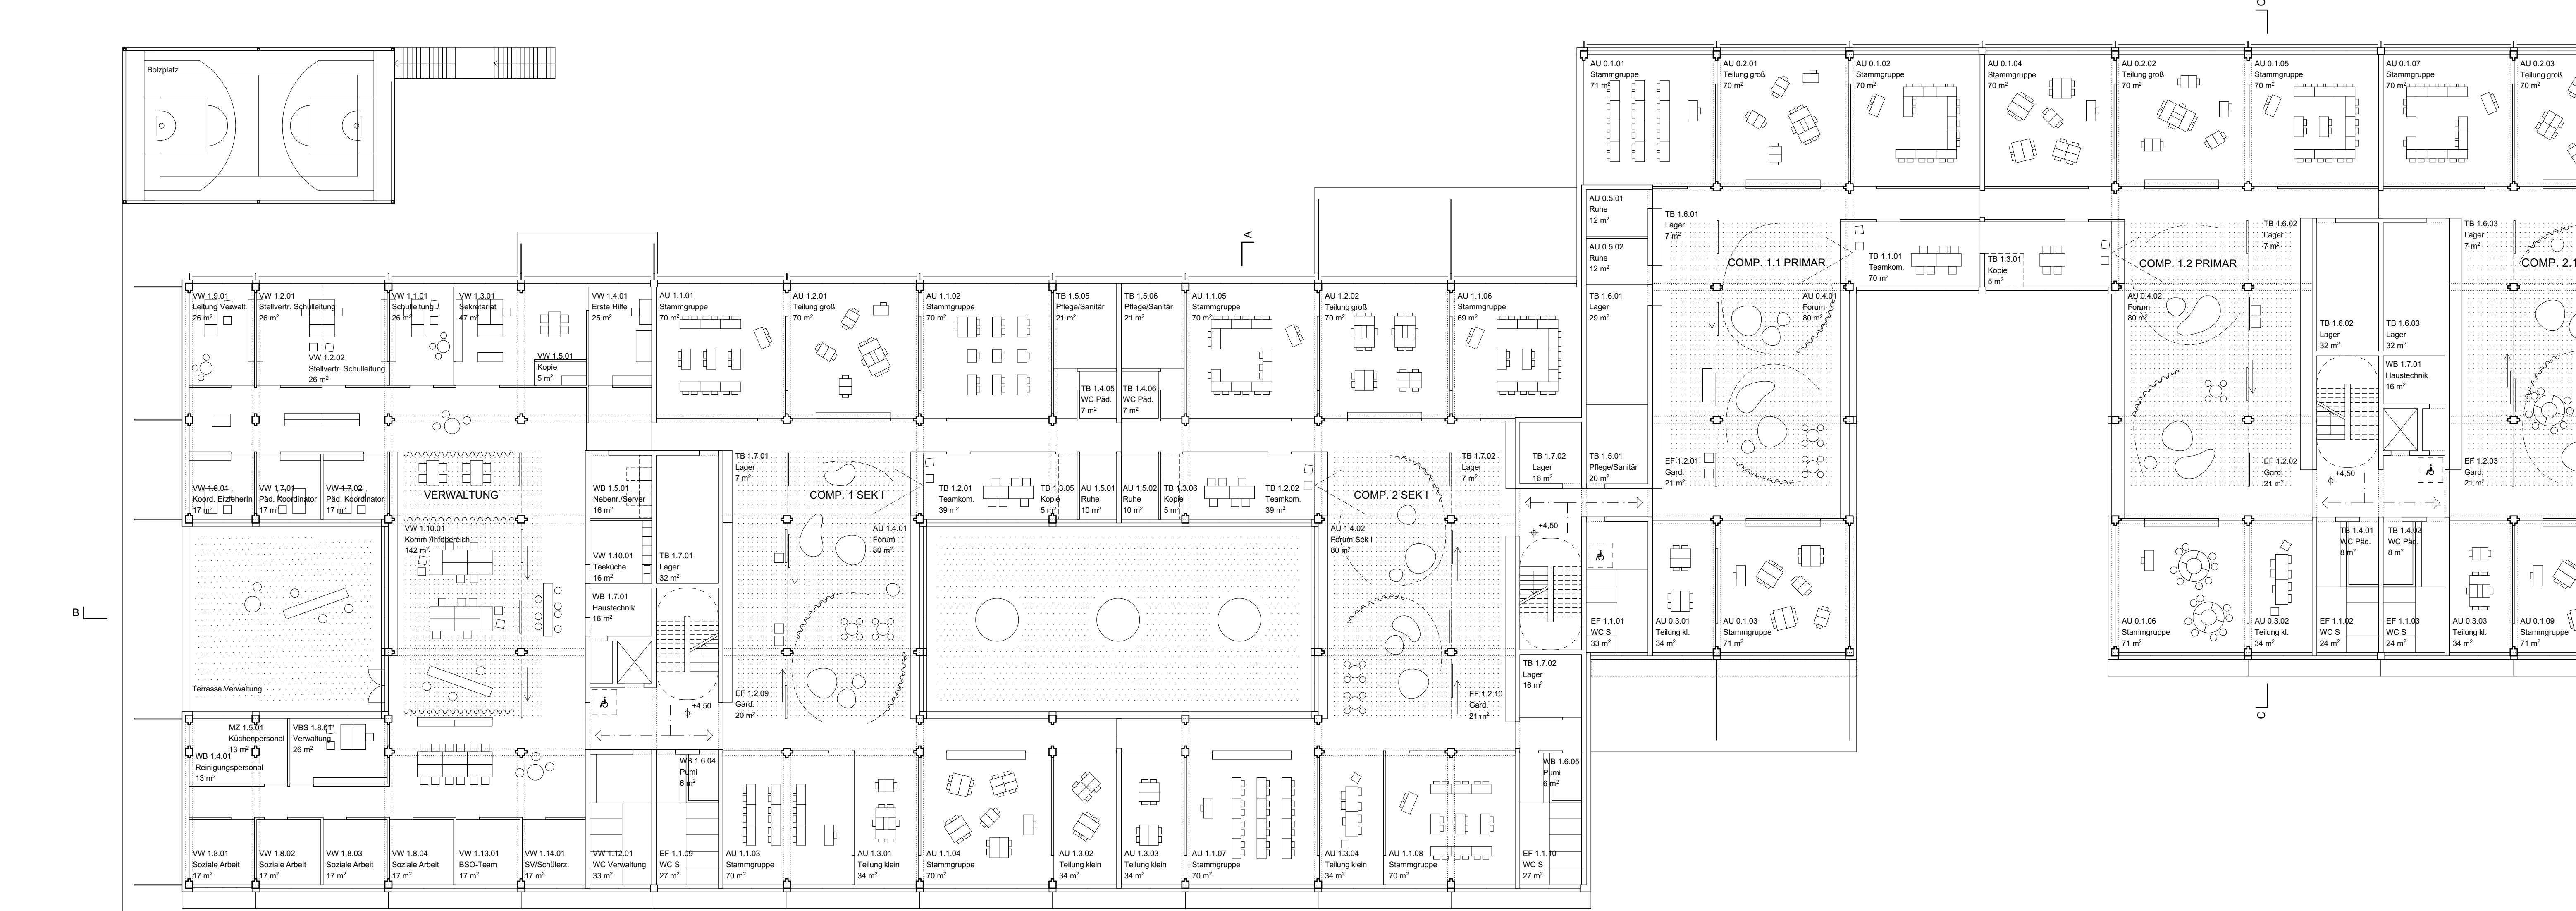 Bolzplatz
VW 1.9.01
Leitung Verwalt.
26 m²
VW 1.2.01
Stellvertr. Schulleitung
26 m²
VW 1.2.02
Stellvertr. Schulleitung
26 m²
VW 1.1.01
Schulleitung
26 m²
VW 1.3.01
Sekretariat
47 m²
VW 1.5.01
Kopie
5 m²
VW 1.4.01
Erste Hilfe
25 m²
AU 1.1.01
Stammgruppe
70 m²
AU 1.2.01
Teilung groß
70 m²
AU 1.1.02
Stammgruppe
70 m²
TB 1.5.05
Pflege/Sanitär
21 m²
TB 1.5.06
Pflege/Sanitär
21 m²
TB 1.4.05
WC Päd.
7 m²
TB 1.4.06
WC Päd.
7 m²
A
AU 1.1.05
Stammgruppe
70 m²
AU 1.2.02
Teilung groß
70 m²
AU 1.1.06
Stammgruppe
69 m²
VW 1.6.01
Koord. ErzieherIn
17 m²
VW 1.7.01
Päd. Koordinator
17 m²
VW 1.7.02
Päd. Koordinator
17 m²
VERWALTUNG
VW 1.10.01
Komm-/Infobereich
142 m²
WB 1.5.01
Nebenr./Server
16 m²
VW 1.10.01
Teeküche
16 m²
TB 1.7.01
Lager
32 m²
WB 1.7.01
Haustechnik
16 m²
+4,50
TB 1.7.01
Lager
7 m²
COMP. 1 SEK I
AU 1.4.01
Forum
80 m²
EF 1.2.09
Gard.
20 m²
TB 1.2.01
Teamkom.
39 m²
TB 1.3.05
Kopie
5 m²
AU 1.5.01
Ruhe
10 m²
AU 1.5.02
Ruhe
10 m²
TB 1.3.06
Kopie
5 m²
TB 1.2.02
Teamkom.
39 m²
COMP. 2 SEK I
AU 1.4.02
Forum Sek I
80 m²
TB 1.7.02
Lager
7 m²
EF 1.2.10
Gard.
21 m²
TB 1.7.02
Lager
16 m²
+4,50
TB 1.7.02
Lager
16 m²
B
Terrasse Verwaltung
MZ 1.5.01
Küchenpersonal
13 m²
VBS 1.8.01
Verwaltung
26 m²
WB 1.4.01
Reinigungspersonal
13 m²
VW 1.8.01
Soziale Arbeit
17 m²
VW 1.8.02
Soziale Arbeit
17 m²
VW 1.8.03
Soziale Arbeit
17 m²
VW 1.8.04
Soziale Arbeit
17 m²
VW 1.13.01
BSO-Team
17 m²
VW 1.14.01
SV/Schülerz.
17 m²
VW 1.12.01
WC Verwaltung
33 m²
WB 1.6.04
Pumi
6 m²
EF 1.1.09
WC S
27 m²
AU 1.1.03
Stammgruppe
70 m²
AU 1.3.01
Teilung klein
34 m²
AU 1.1.04
Stammgruppe
70 m²
AU 1.3.02
Teilung klein
34 m²
AU 1.3.03
Teilung klein
34 m²
AU 1.1.07
Stammgruppe
70 m²
AU 1.3.04
Teilung klein
34 m²
AU 1.1.08
Stammgruppe
70 m²
WB 1.6.05
Pumi
6 m²
EF 1.1.10
WC S
27 m²
AU 0.1.01
Stammgruppe
71 m²
AU 0.2.01
Teilung groß
70 m²
AU 0.1.02
Stammgruppe
70 m²
AU 0.1.04
Stammgruppe
70 m²
AU 0.2.02
Teilung groß
70 m²
AU 0.1.05
Stammgruppe
70 m²
AU 0.1.07
Stammgruppe
70 m²
AU 0.2.03
Teilung groß
70 m²
AU 0.5.01
Ruhe
12 m²
AU 0.5.02
Ruhe
12 m²
TB 1.6.01
Lager
29 m²
TB 1.5.01
Pflege/Sanitär
20 m²
TB 1.6.01
Lager
7 m²
COMP. 1.1 PRIMAR
AU 0.4.01
Forum
80 m²
EF 1.2.01
Gard.
21 m²
TB 1.1.01
Teamkom.
70 m²
TB 1.3.01
Kopie
5 m²
COMP. 1.2 PRIMAR
AU 0.4.02
Forum
80 m²
TB 1.6.02
Lager
7 m²
EF 1.2.02
Gard.
21 m²
TB 1.6.02
Lager
32 m²
TB 1.6.03
Lager
32 m²
WB 1.7.01
Haustechnik
16 m²
+4,50
TB 1.6.03
Lager
7 m²
COMP. 2.1
EF 1.2.03
Gard.
21 m²
EF 1.1.01
WC S
33 m²
AU 0.3.01
Teilung kl.
34 m²
AU 0.1.03
Stammgruppe
71 m²
AU 0.1.06
Stammgruppe
71 m²
AU 0.3.02
Teilung kl.
34 m²
TB 1.4.01
WC Päd.
8 m²
TB 1.4.02
WC Päd.
8 m²
EF 1.1.02
WC S
24 m²
EF 1.1.03
WC S
24 m²
AU 0.3.03
Teilung kl.
34 m²
AU 0.1.09
Stammgruppe
71 m²
C